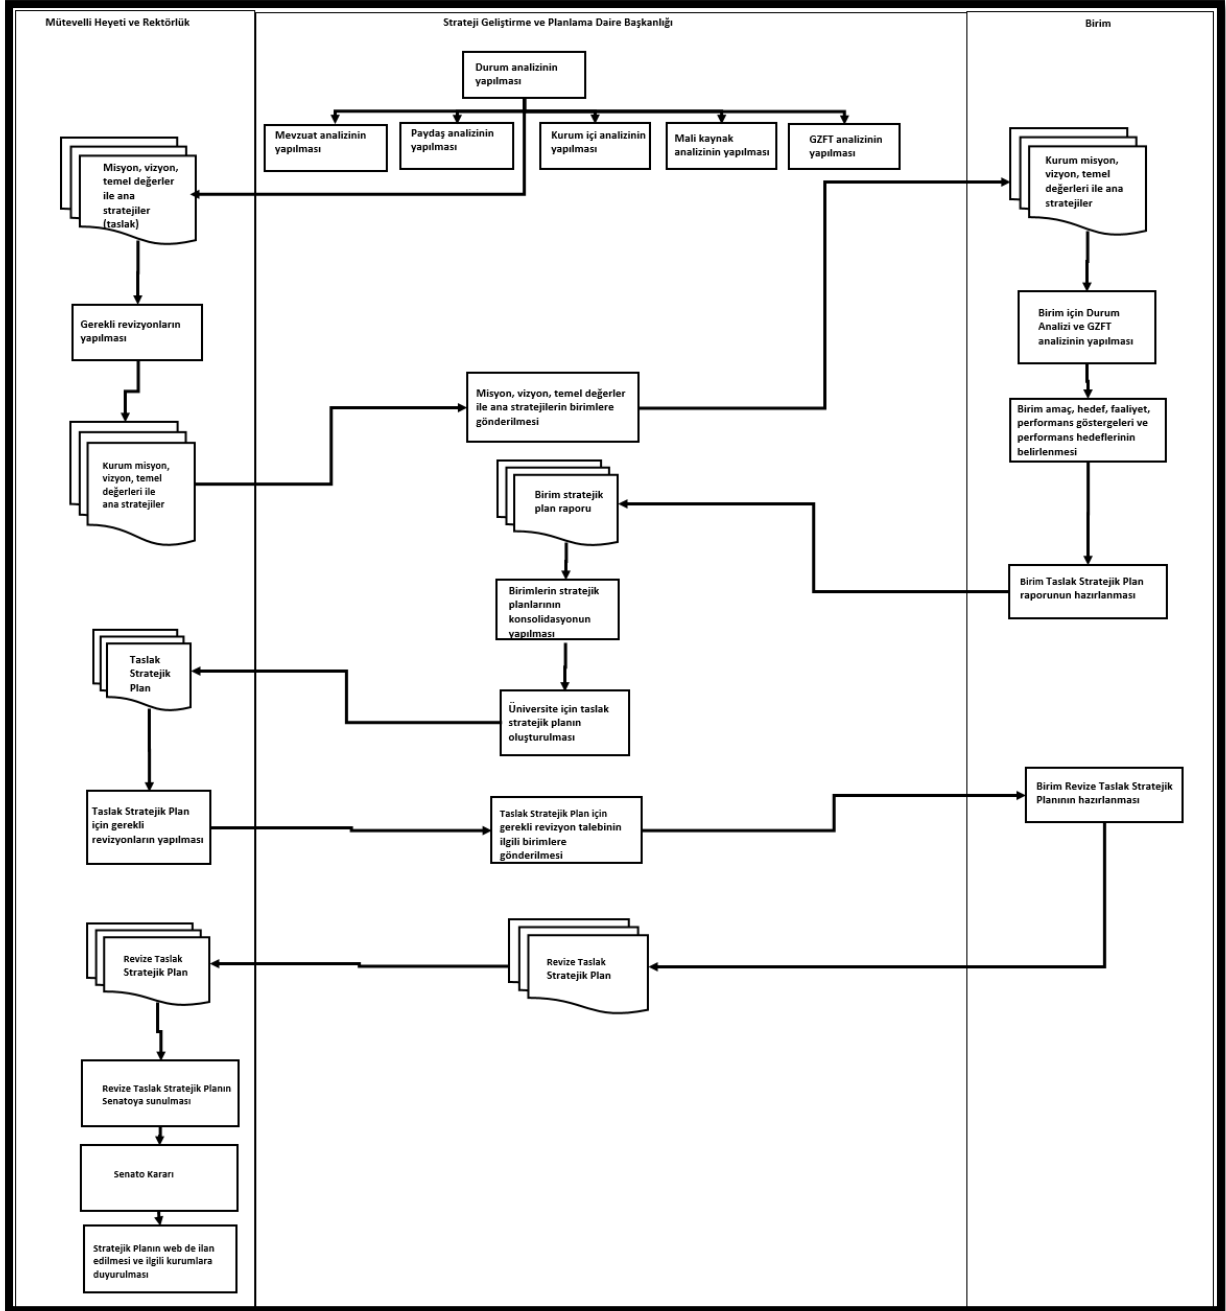 Mütevelli Heyeti ve Rektörlük
Strateji Geliştirme ve Planlama Daire Başkanlığı
Birim
Durum analizinin
yapılması
Mevzuat analizinin
yapılması
Paydaş analizinin
yapılması
Kurum içi analizinin
yapılması
Mali kaynak
analizinin yapılması
GZFT analizinin
yapılması
Misyon, vizyon,
temel değerler
ile ana
stratejiler
(taslak)
Kurum misyon,
vizyon, temel
değerleri ile ana
stratejiler
Gerekli revizyonların
yapılması
Birim için Durum
Analizi ve GZFT
analizinin yapılması
Misyon, vizyon, temel değerler
ile ana stratejilerin birimlere
gönderilmesi
Birim amaç, hedef, faaliyet,
performans göstergeleri ve
performans hedeflerinin
belirlenmesi
Kurum misyon,
vizyon, temel
değerleri ile
ana stratejiler
Birim stratejik
plan raporu
Birim Taslak Stratejik Plan
raporunun hazırlanması
Birimlerin stratejik
planlarının
konsolidasyonun
yapılması
Taslak
Stratejik
Plan
Üniversite için taslak
stratejik planın
oluşturulması
Taslak Stratejik Plan
için gerekli
revizyonların yapılması
Taslak Stratejik Plan için
gerekli revizyon talebinin
ilgili birimlere
gönderilmesi
Birim Revize Taslak Stratejik
Planının hazırlanması
Revize Taslak
Stratejik Plan
Revize Taslak
Stratejik Plan
Revize Taslak Stratejik Planın
Senatoya sunulması
Senato Kararı
Stratejik Planın web de ilan
edilmesi ve ilgili kurumlara
duyurulması